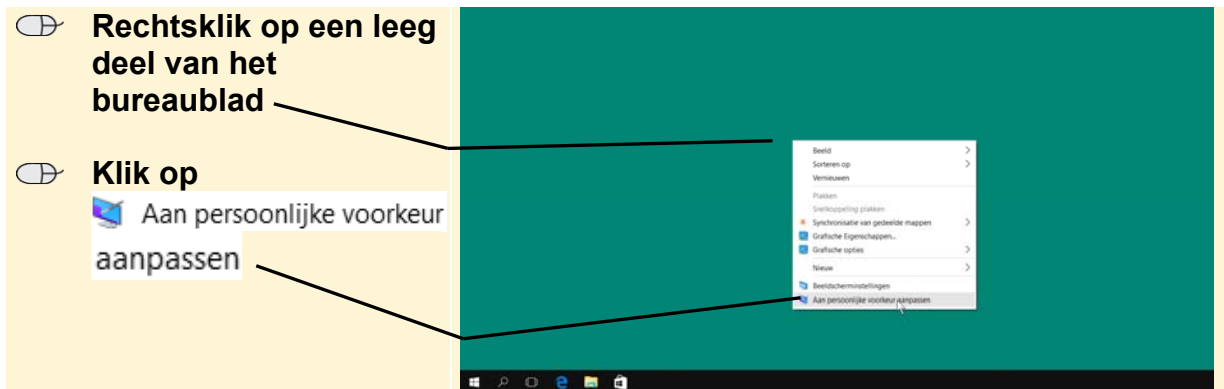 Rechtsklik op een leeg
deel van het
bureaublad
Klik op
Aan persoonlijke voorkeur
aanpassen
Beeld
Sorteren op
Vernieuwen
Plakken
Snelkoppeling plakken
Synchronisatie van gedeelde mappen
Grafische Eigenschappen...
Grafische opties
Nieuw
Beeldscherminstellingen
Aan persoonlijke voorkeur aanpassen